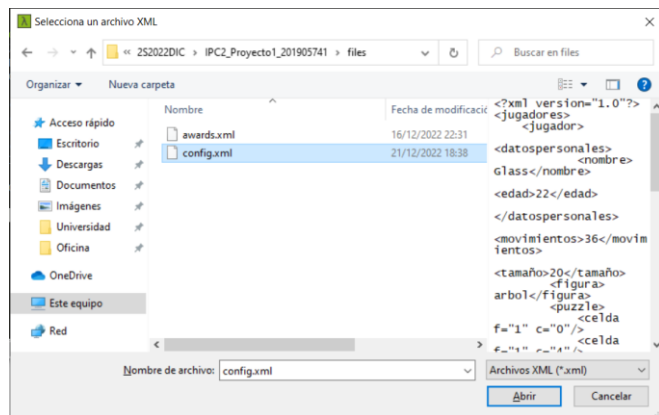 Selecciona un archivo XML
« 2S2022DIC > IPC2_Proyecto1_201905741 > files
Buscar en files
Organizar
Nueva carpeta
Nombre
Fecha de modificació
Acceso rápido
Escritorio
Descargas
Documentos
Imágenes
Universidad
Oficina
OneDrive
Este equipo
Red
awards.xml 16/12/2022 22:31
config.xml 21/12/2022 18:38
<?xml version="1.0"?>
<jugadores>
<jugador>
<datospersonales>
<nombre>
Glass</nombre>
<edad>22</edad>
</datospersonales>
<movimientos>36</movim
ientos>
<tamaño>20</tamaño>
<figura>
arbol</figura>
<puzzle>
<celda
f="1" c="0"/>
<celda
f="1" c="4"/>
Nombre de archivo: config.xml
Archivos XML (*.xml)
Abrir
Cancelar